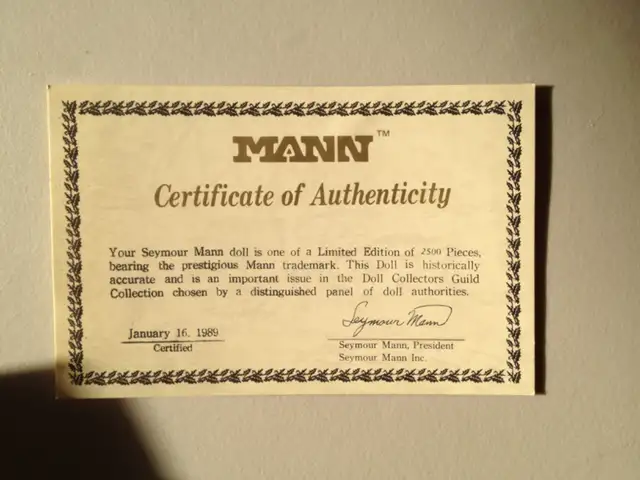 MANN™
Certificate of Authenticity
Your Seymour Mann doll is one of a Limited Edition of 2500 Pieces,
bearing the prestigious Mann trademark. This Doll is historically
accurate and is an important issue in the Doll Collectors Guild
Collection chosen by a distinguished panel of doll authorities.
Seymour Mann
January 16, 1989
Certified
Seymour Mann, President
Seymour Mann Inc.